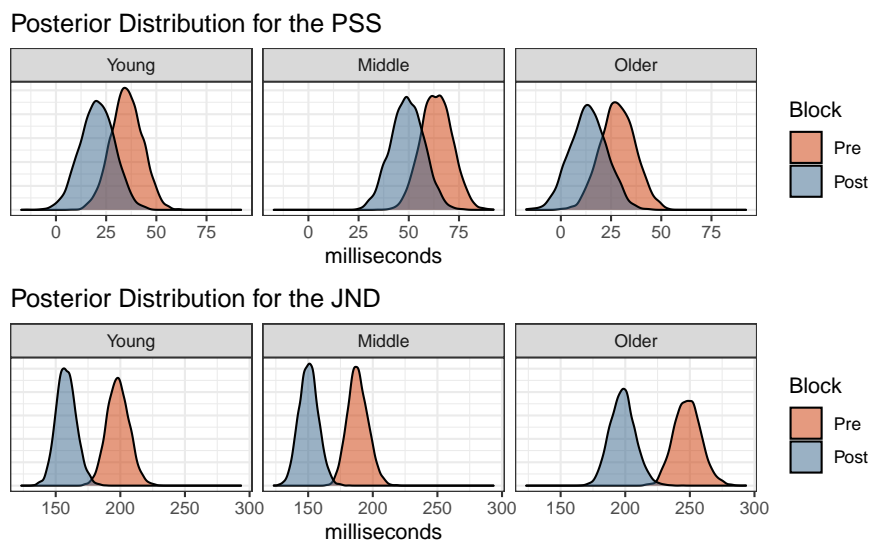 Posterior Distribution for the PSS
Young Middle Older
0 25 50 75 0 25 50 75 0 25 50 75
milliseconds
Block
Pre
Post
Posterior Distribution for the JND
Young Middle Older
150 200 250 300 150 200 250 300 150 200 250 300
milliseconds
Block
Pre
Post